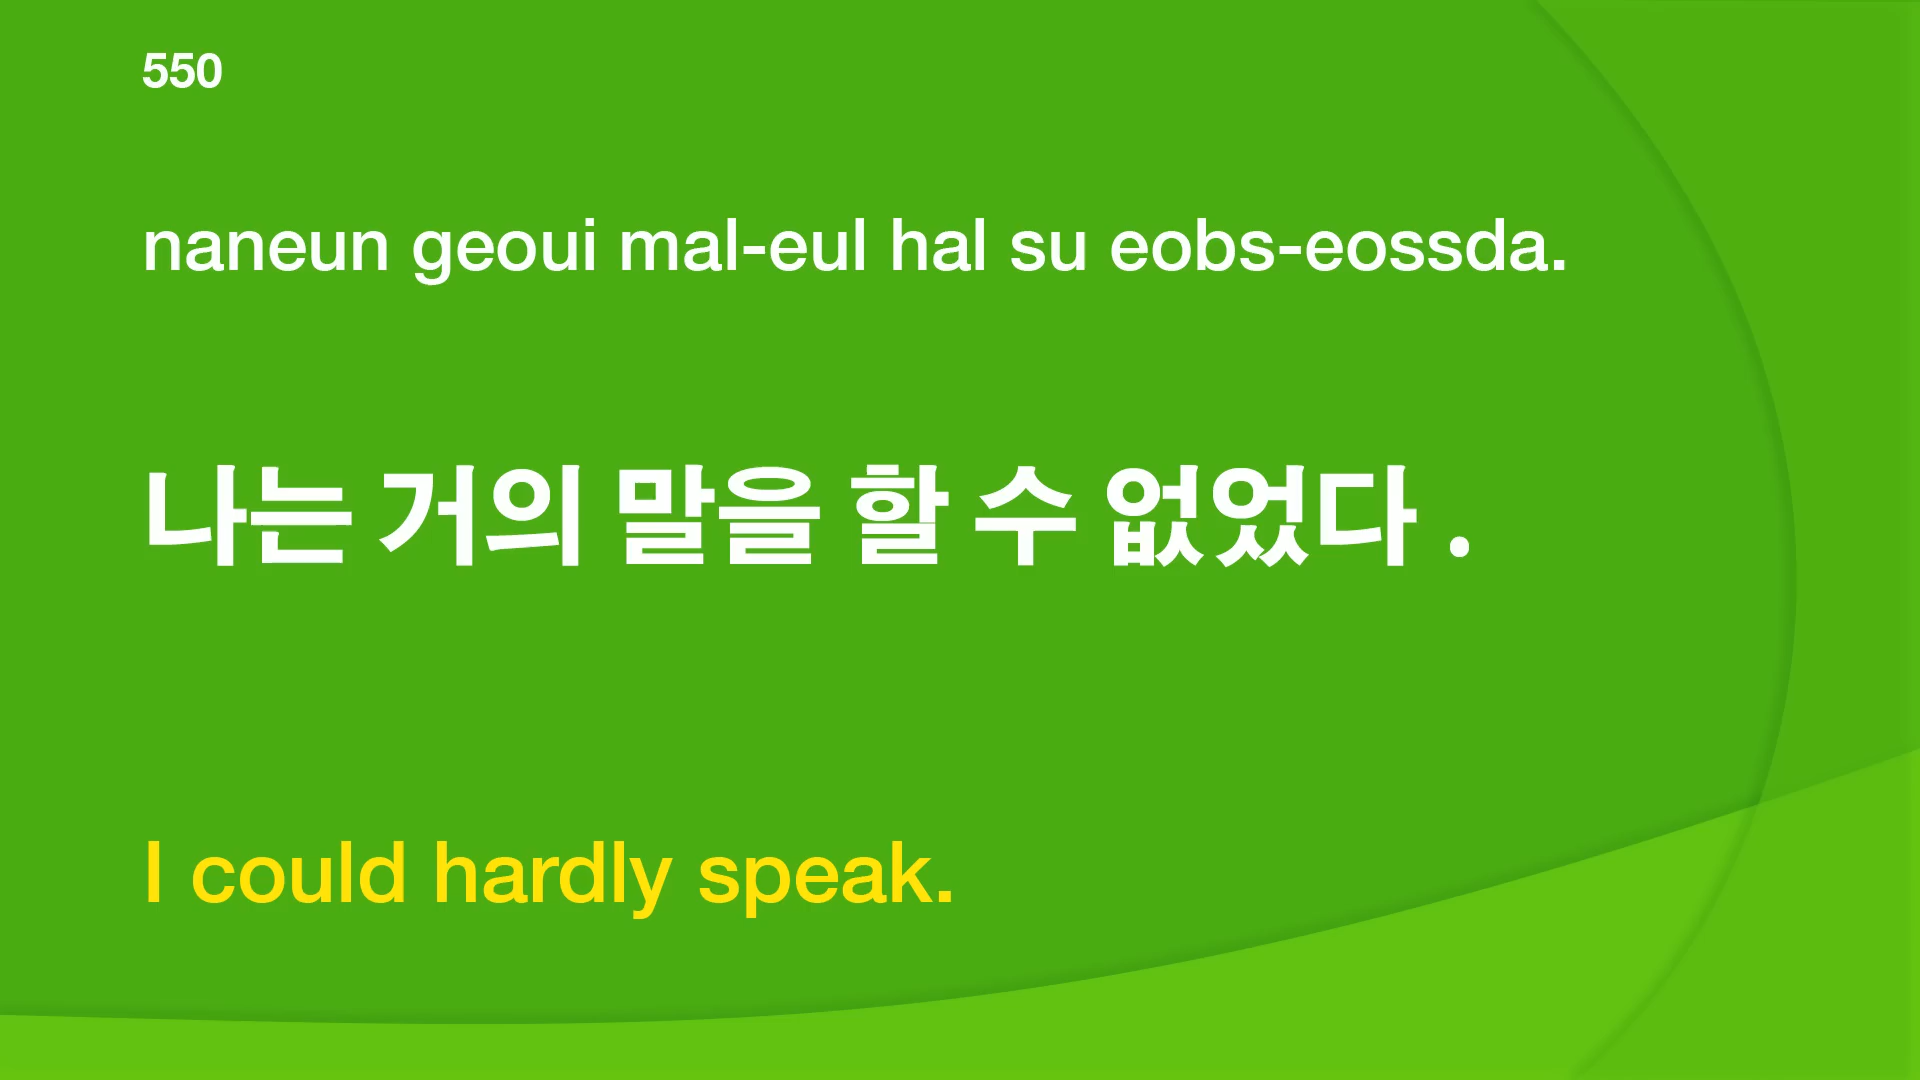 550
naneun geoui mal-eul hal su eobs-eossda.
나는 거의 말을 할 수 없었다 .
I could hardly speak.